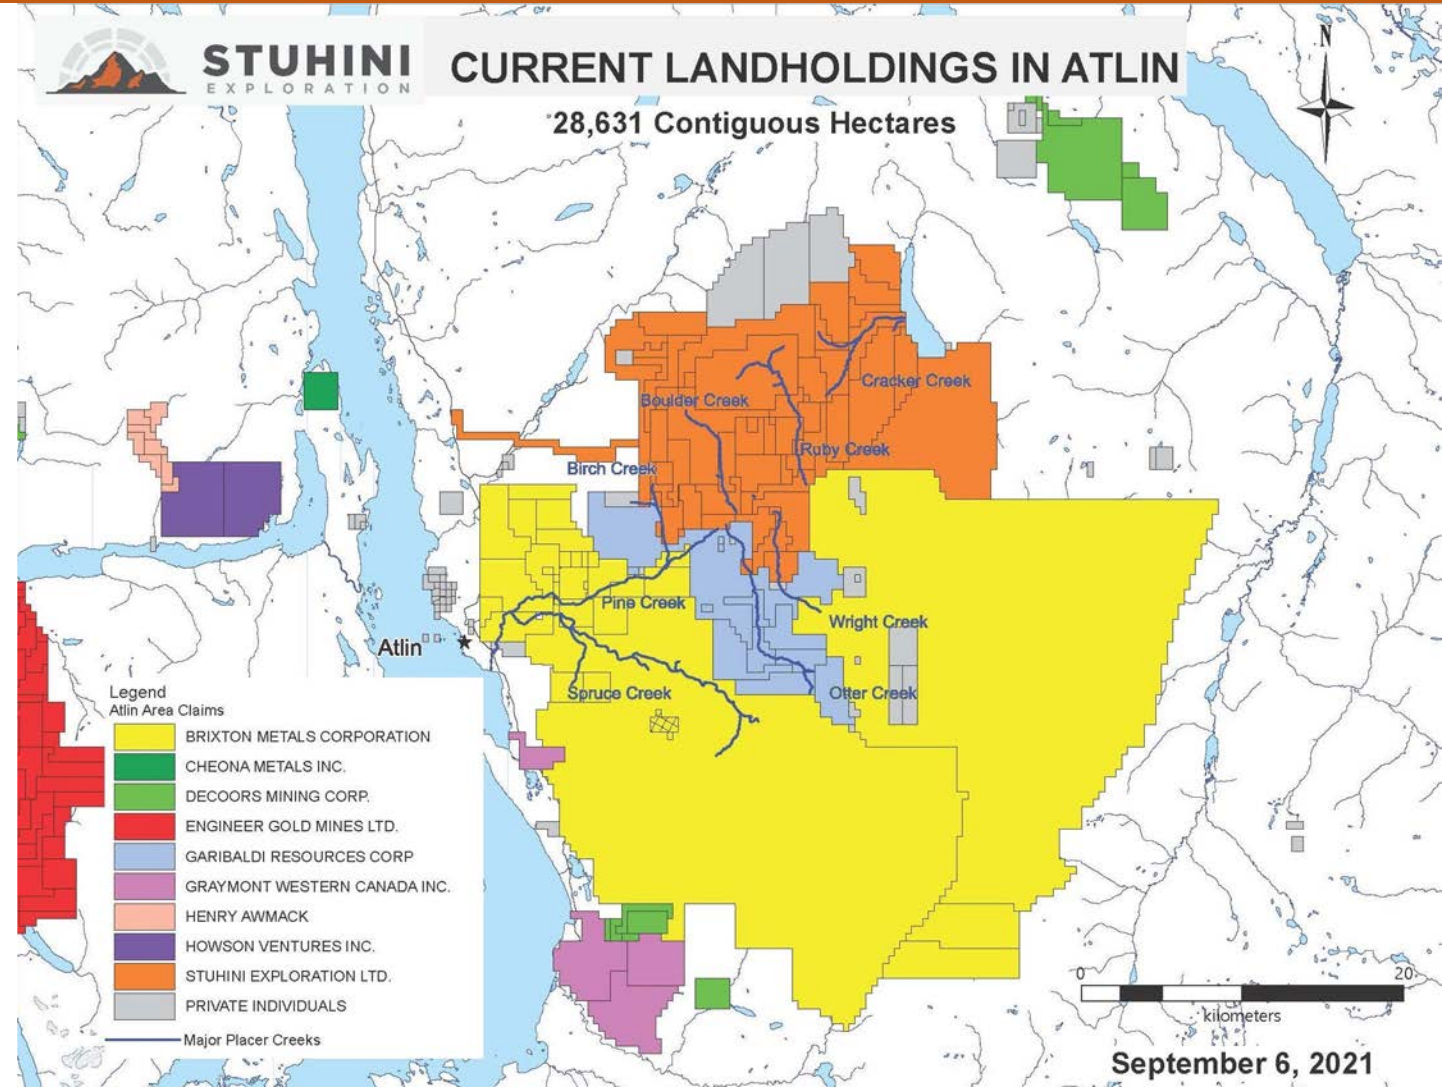 STUHINI
EXPLORATION
CURRENT LANDHOLDINGS IN ATLIN
28,631 Contiguous Hectares
N
Cracker Creek
Boulder Creek
Ruby Creek
Birch Creek
Pine Creek
Wright Creek
Atlin
Spruce Creek
Otter Creek
Legend
Atlin Area Claims
BRIXTON METALS CORPORATION
CHEONA METALS INC.
DECOORS MINING CORP.
ENGINEER GOLD MINES LTD.
GARIBALDI RESOURCES CORP
GRAYMONT WESTERN CANADA INC.
HENRY AWMACK
HOWSON VENTURES INC.
STUHINI EXPLORATION LTD.
PRIVATE INDIVIDUALS
Major Placer Creeks
0 20
kilometers
September 6, 2021